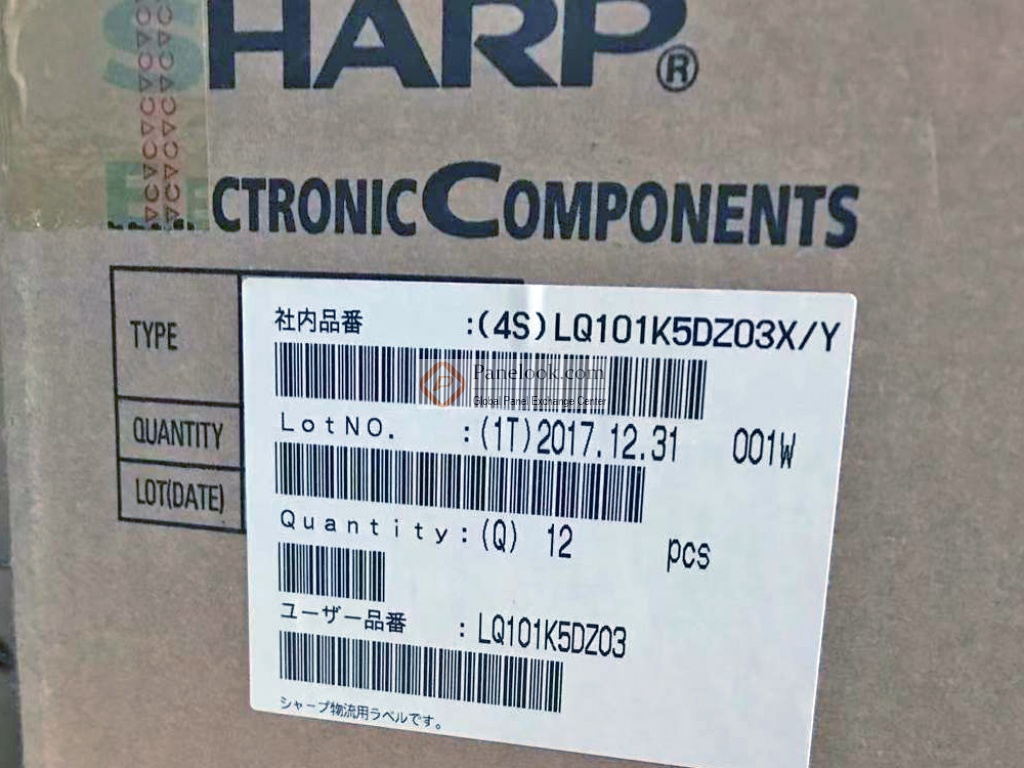 SHARP®
ELECTRONIC COMPONENTS
TYPE
QUANTITY
LOT(DATE)
社内品番 :(4S)LQ101K5DZ03X/Y
Panelook.com
Global Panel Exchange Center
LotNO. :(1T)2017.12.31 001W
Quantity:(Q) 12 pcs
ユーザー品番 : LQ101K5DZ03
シャープ物流用ラベルです。